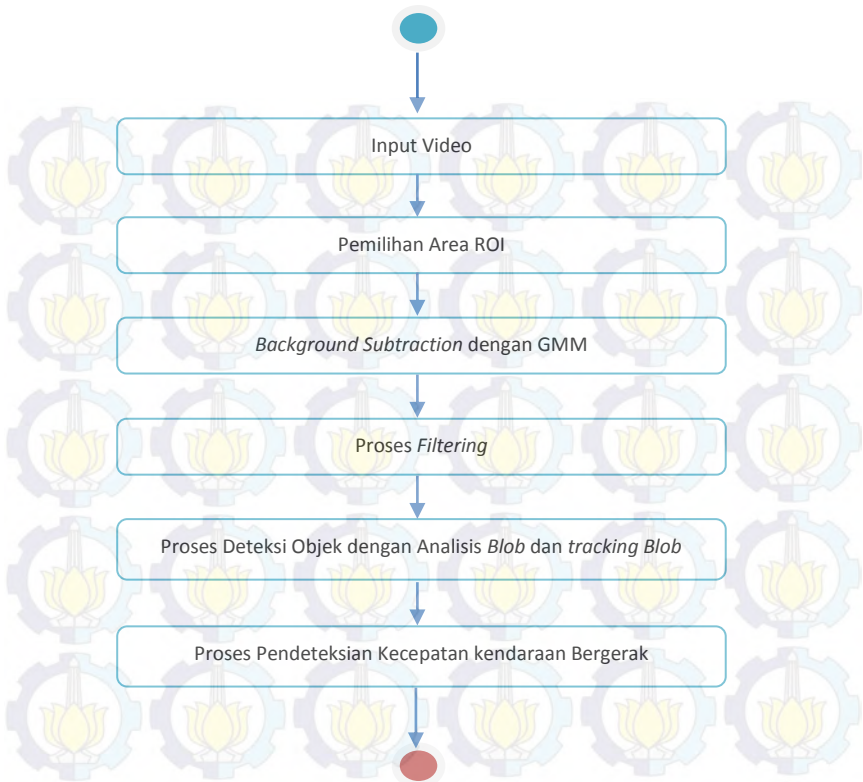 Input Video
Pemilihan Area ROI
Background Subtraction dengan GMM
Proses Filtering
Proses Deteksi Objek dengan Analisis Blob dan tracking Blob
Proses Pendeteksian Kecepatan kendaraan Bergerak